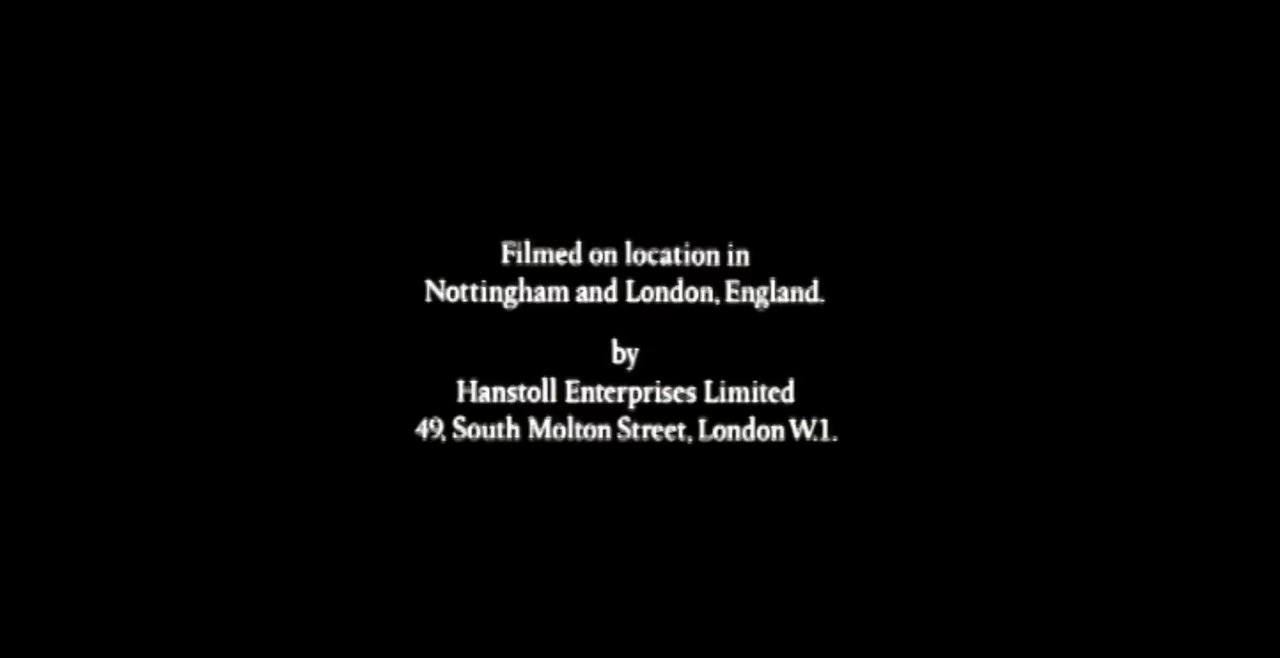 Filmed on location in
Nottingham and London, England.
by
Hanstoll Enterprises Limited
49, South Molton Street, London W.1.